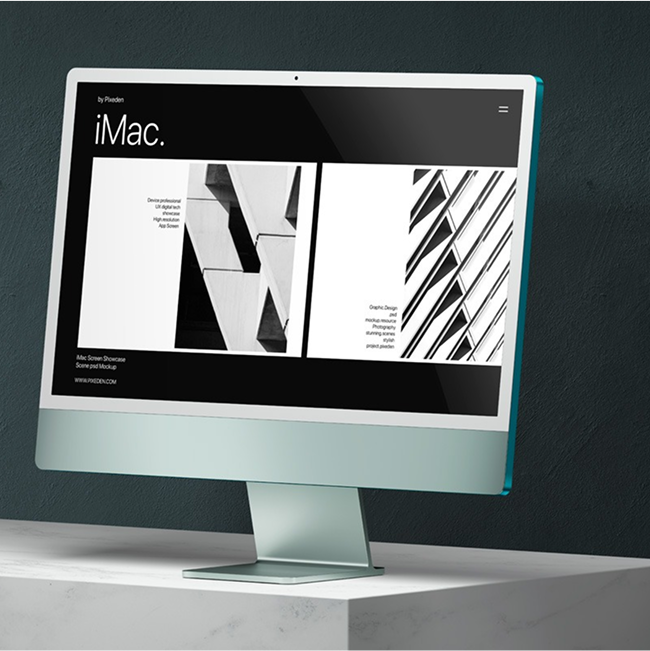 by Pixeden
iMac.
Device professional
UX digital tech
showcase
High resolution
App Screen
Graphic Design
psd
mockup resource
Photography
stunning scenes
stylish
project pixeden
iMac Screen Showcase
Scene psd Mockup
WWW.PIXEDEN.COM